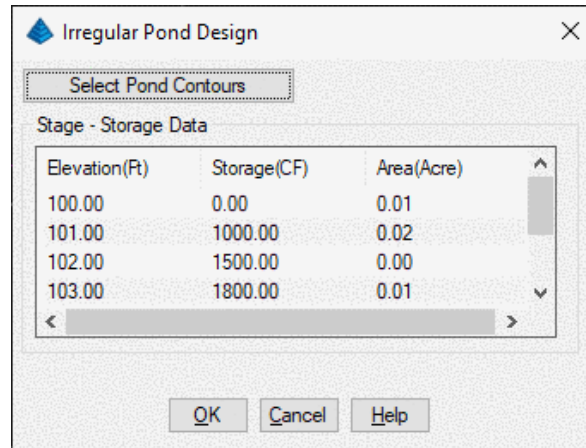 Irregular Pond Design
Select Pond Contours
Stage - Storage Data
Elevation(Ft) Storage(CF) Area(Acre)
100.00 0.00 0.01
101.00 1000.00 0.02
102.00 1500.00 0.00
103.00 1800.00 0.01
OK Cancel Help